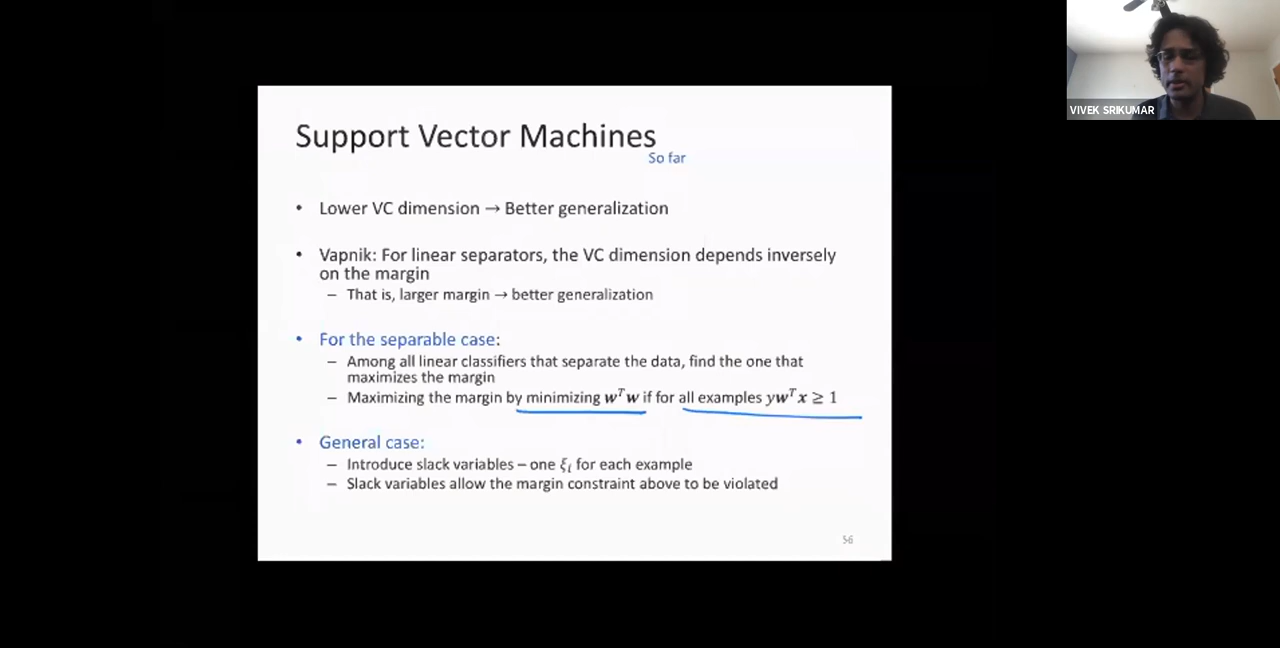 VIVEK SRIKUMAR
Support Vector Machines
So far
• Lower VC dimension → Better generalization
• Vapnik: For linear separators, the VC dimension depends inversely
on the margin
– That is, larger margin → better generalization
• For the separable case:
– Among all linear classifiers that separate the data, find the one that
maximizes the margin
– Maximizing the margin by minimizing wᵀw if for all examples ywᵀx ≥ 1
• General case:
– Introduce slack variables – one ξᵢ for each example
– Slack variables allow the margin constraint above to be violated
56